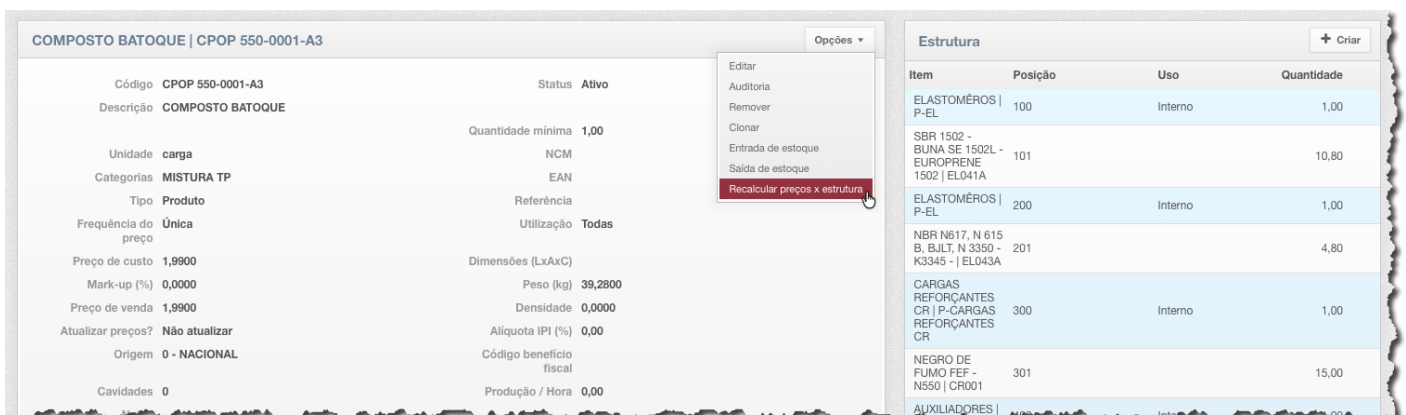 COMPOSTO BATOQUE | CPOP 550-0001-A3
Opções
Editar
Auditoria
Remover
Clonar
Entrada de estoque
Saída de estoque
Recalcular preços x estrutura
Código CPOP 550-0001-A3
Status Ativo
Descrição COMPOSTO BATOQUE
Quantidade mínima 1,00
Unidade carga
NCM
Categorias MISTURA TP
EAN
Tipo Produto
Referência
Frequência do Única
preço
Utilização Todas
Preço de custo 1,9900
Dimensões (LxAxC)
Mark-up (%) 0,0000
Peso (kg) 39,2800
Preço de venda 1,9900
Densidade 0,0000
Atualizar preços? Não atualizar
Alíquota IPI (%) 0,00
Origem 0 - NACIONAL
Código benefício
fiscal
Cavidades 0
Produção / Hora 0,00
Estrutura
+ Criar
Item Posição Uso Quantidade
ELASTOMÊROS | 100 Interno 1,00
P-EL
SBR 1502 -
BUNA SE 1502L - 101 10,80
EUROPRENE
1502 | EL041A
ELASTOMÊROS | 200 Interno 1,00
P-EL
NBR N617, N 615
B, BJLT, N 3350 - 201 4,80
K3345 - | EL043A
CARGAS
REFORÇANTES
CR | P-CARGAS 300 Interno 1,00
REFORÇANTES
CR
NEGRO DE
FUMO FEF - 301 15,00
N550 | CR001
AUXILIADORES |